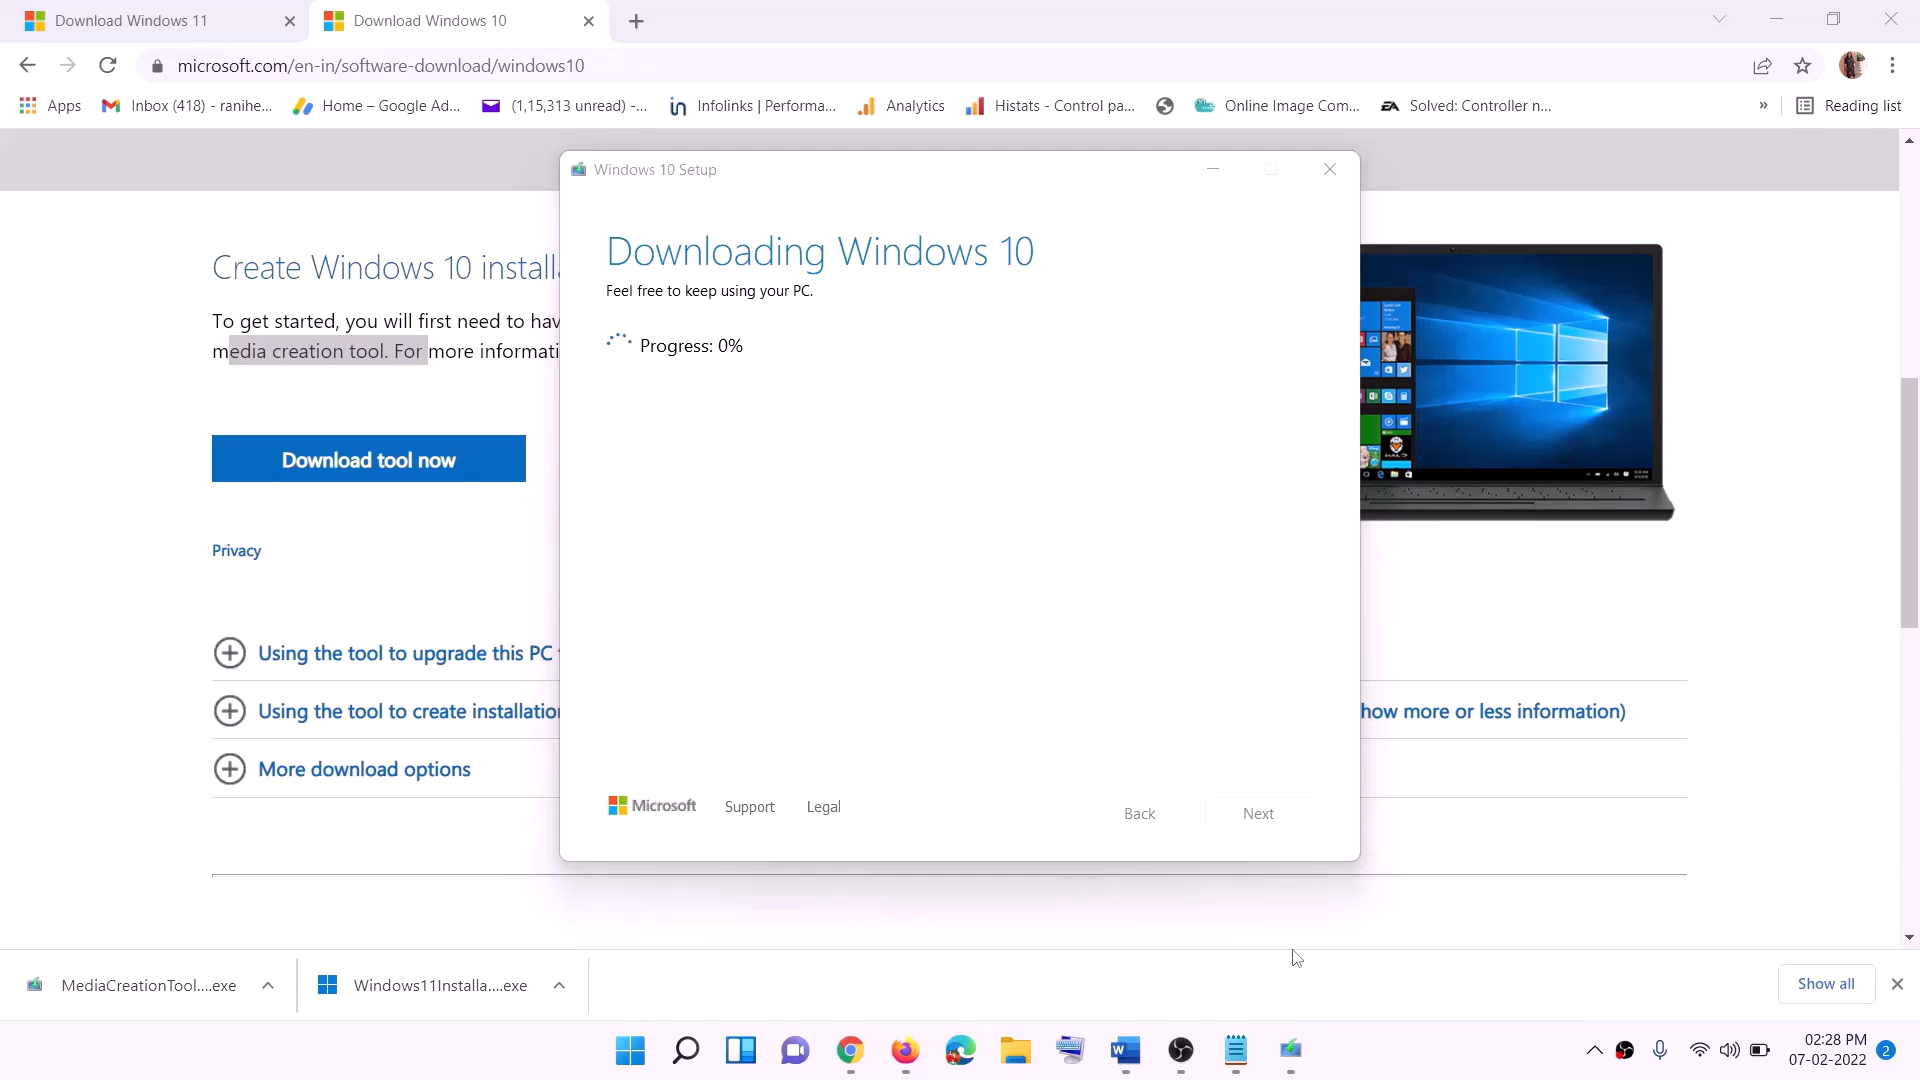 Download Windows 11
Download Windows 10
microsoft.com/en-in/software-download/windows10
Apps
Inbox (418) - ranihe...
Home – Google Ad...
(1,15,313 unread) -...
Infolinks | Performa...
Analytics
Histats - Control pa...
Online Image Com...
Solved: Controller n...
»
Reading list
Windows 10 Setup
Downloading Windows 10
Feel free to keep using your PC.
Progress: 0%
Microsoft
Support
Legal
Back
Next
Create Windows 10 install
To get started, you will first need to hav
media creation tool. For more informati
Download tool now
Privacy
Using the tool to upgrade this PC
Using the tool to create installation
how more or less information)
More download options
MediaCreationTool....exe
Windows11Installa....exe
Show all
02:28 PM
07-02-2022
2